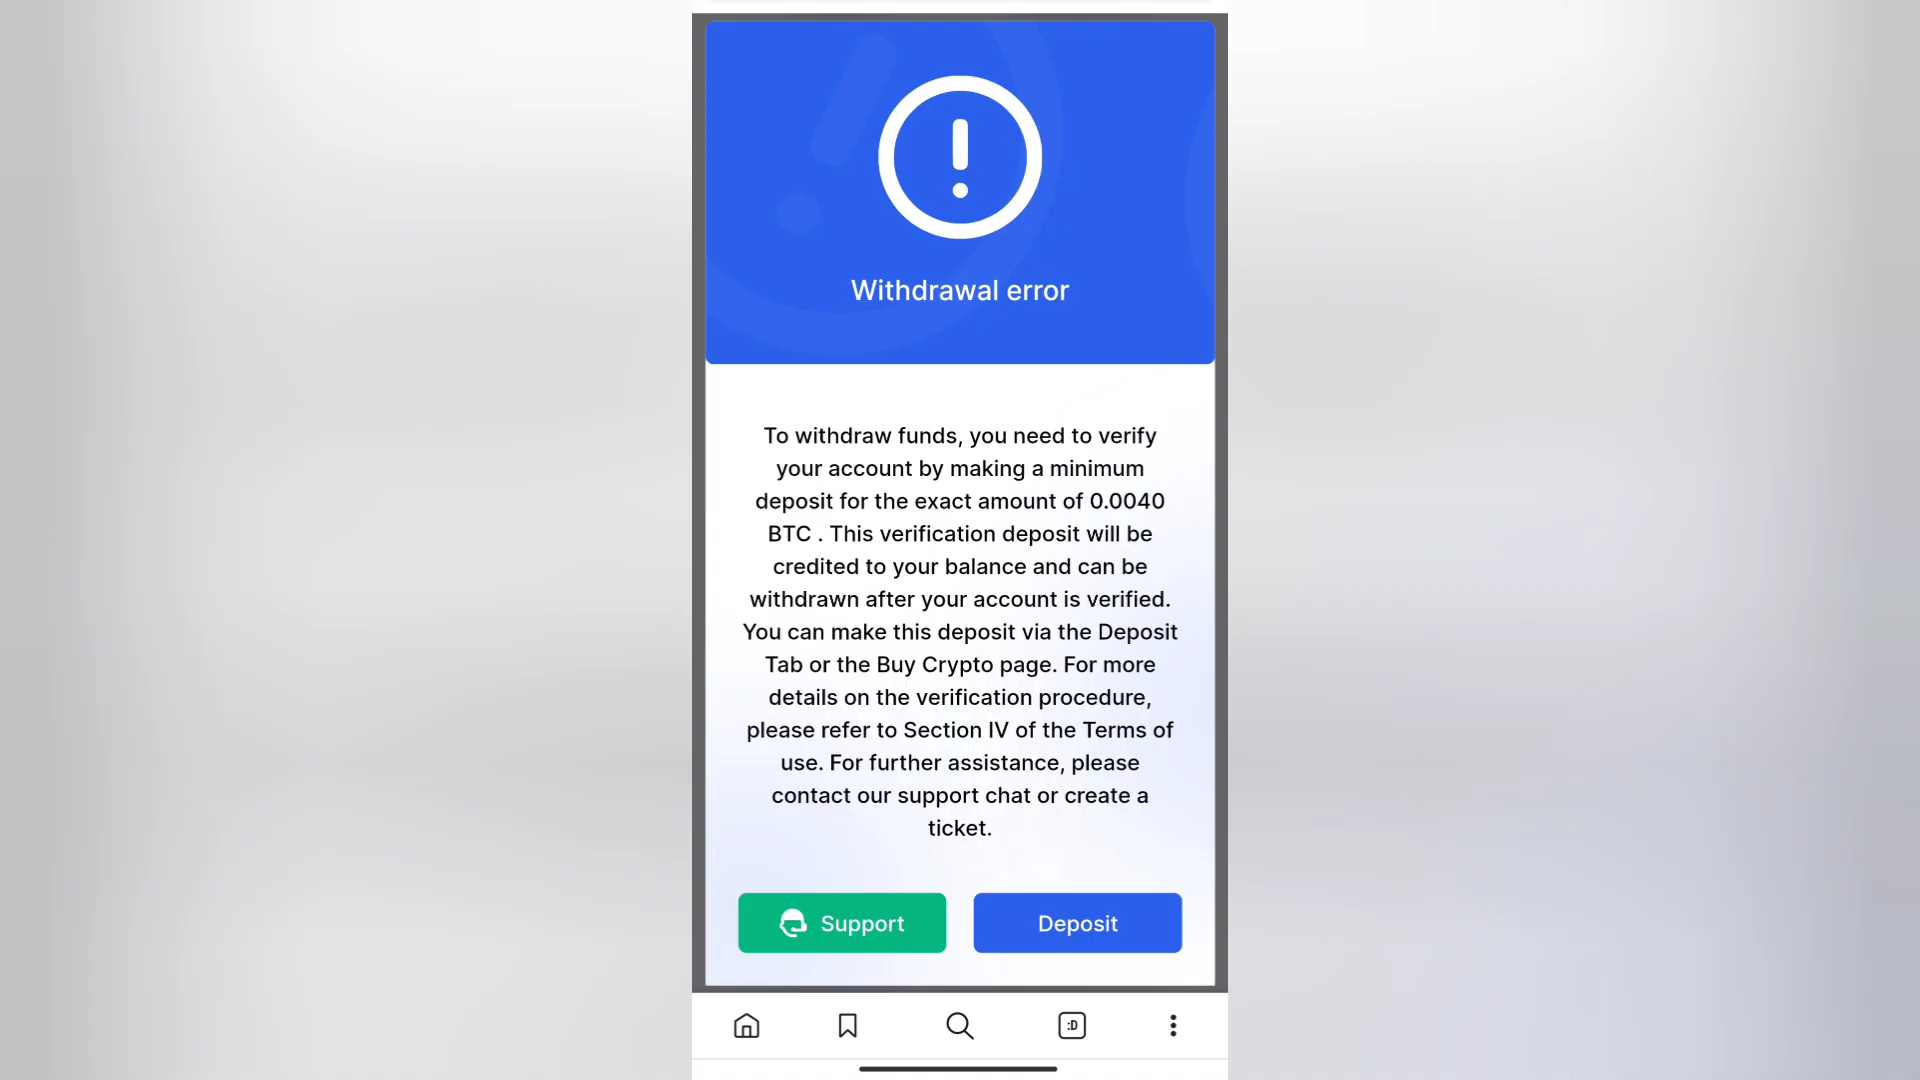 Withdrawal error
To withdraw funds, you need to verify
your account by making a minimum
deposit for the exact amount of 0.0040
BTC . This verification deposit will be
credited to your balance and can be
withdrawn after your account is verified.
You can make this deposit via the Deposit
Tab or the Buy Crypto page. For more
details on the verification procedure,
please refer to Section IV of the Terms of
use. For further assistance, please
contact our support chat or create a
ticket.
Support
Deposit
:D